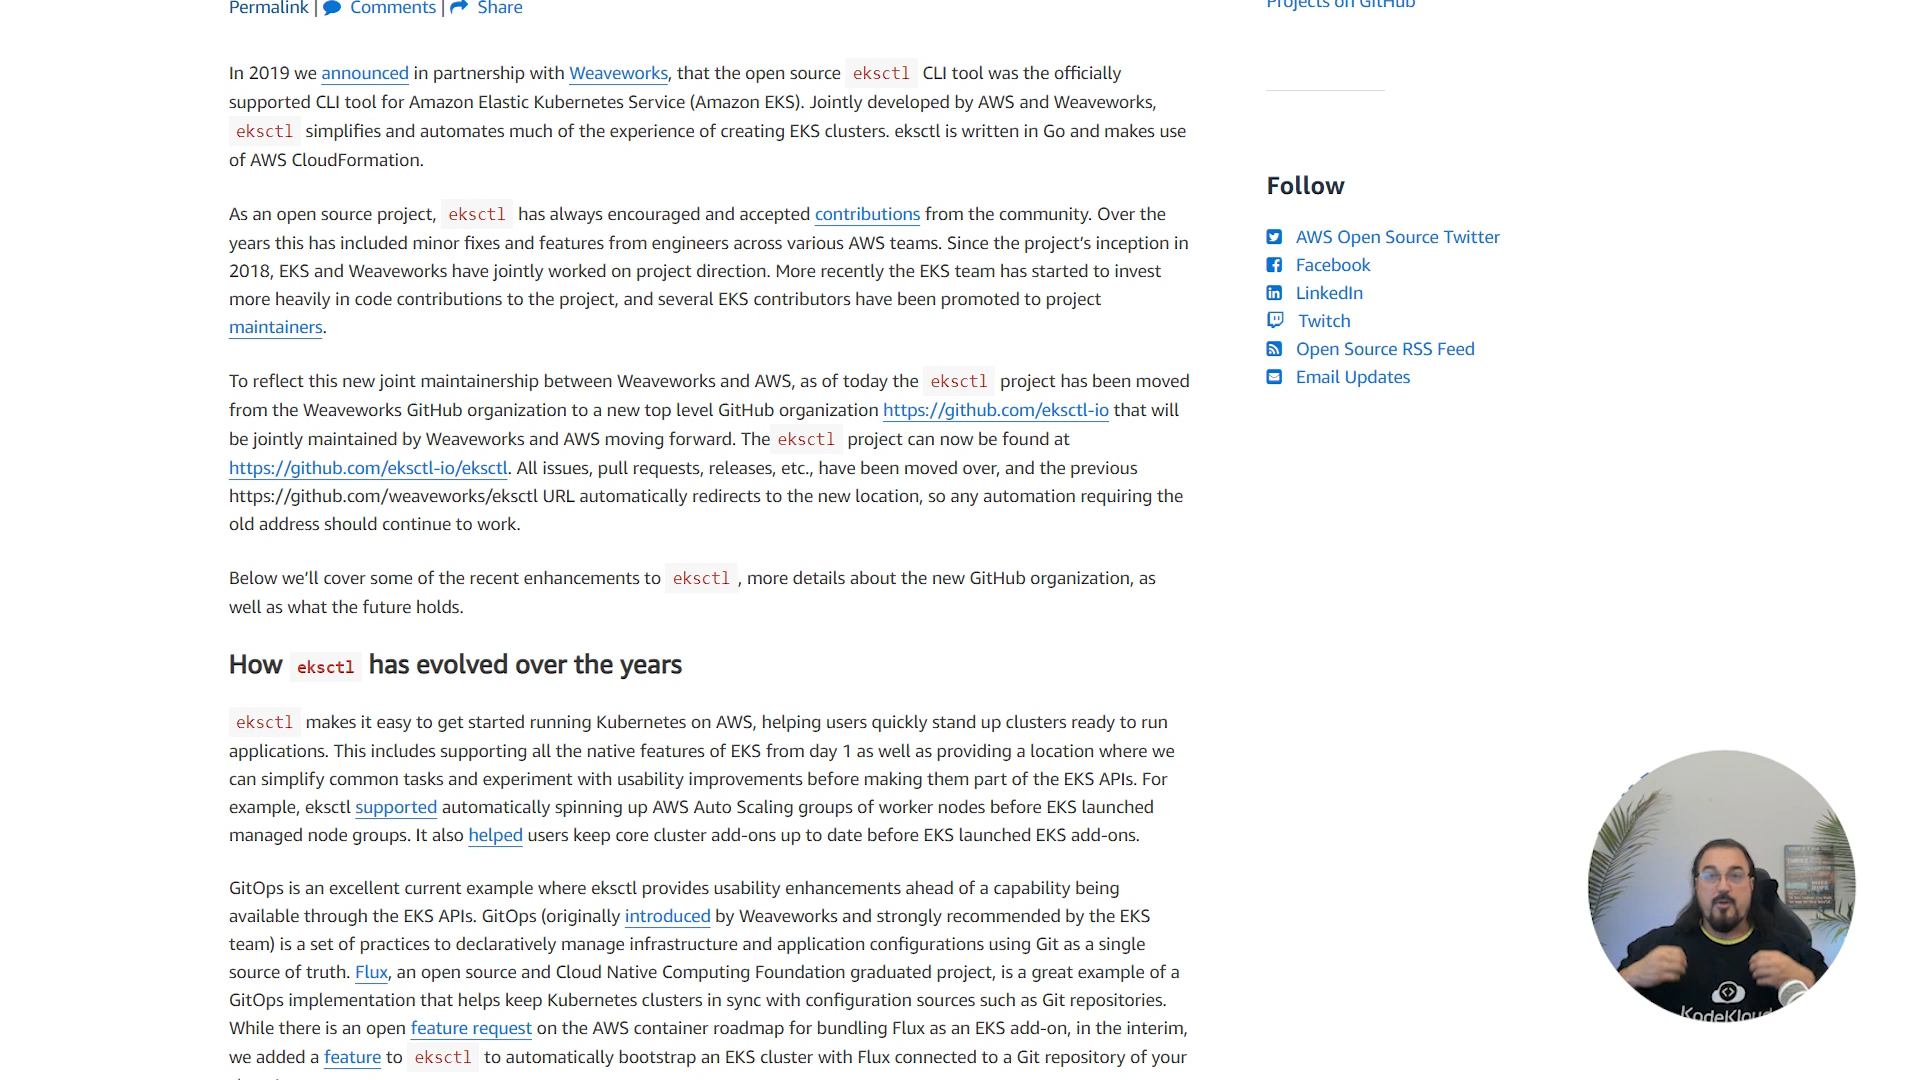 Permalink | Comments | Share
Projects on GitHub
In 2019 we announced in partnership with Weaveworks, that the open source eksctl CLI tool was the officially
supported CLI tool for Amazon Elastic Kubernetes Service (Amazon EKS). Jointly developed by AWS and Weaveworks,
eksctl simplifies and automates much of the experience of creating EKS clusters. eksctl is written in Go and makes use
of AWS CloudFormation.
As an open source project, eksctl has always encouraged and accepted contributions from the community. Over the
years this has included minor fixes and features from engineers across various AWS teams. Since the project’s inception in
2018, EKS and Weaveworks have jointly worked on project direction. More recently the EKS team has started to invest
more heavily in code contributions to the project, and several EKS contributors have been promoted to project
maintainers.
To reflect this new joint maintainership between Weaveworks and AWS, as of today the eksctl project has been moved
from the Weaveworks GitHub organization to a new top level GitHub organization https://github.com/eksctl-io that will
be jointly maintained by Weaveworks and AWS moving forward. The eksctl project can now be found at
https://github.com/eksctl-io/eksctl. All issues, pull requests, releases, etc., have been moved over, and the previous
https://github.com/weaveworks/eksctl URL automatically redirects to the new location, so any automation requiring the
old address should continue to work.
Below we’ll cover some of the recent enhancements to eksctl , more details about the new GitHub organization, as
well as what the future holds.
How eksctl has evolved over the years
eksctl makes it easy to get started running Kubernetes on AWS, helping users quickly stand up clusters ready to run
applications. This includes supporting all the native features of EKS from day 1 as well as providing a location where we
can simplify common tasks and experiment with usability improvements before making them part of the EKS APIs. For
example, eksctl supported automatically spinning up AWS Auto Scaling groups of worker nodes before EKS launched
managed node groups. It also helped users keep core cluster add-ons up to date before EKS launched EKS add-ons.
GitOps is an excellent current example where eksctl provides usability enhancements ahead of a capability being
available through the EKS APIs. GitOps (originally introduced by Weaveworks and strongly recommended by the EKS
team) is a set of practices to declaratively manage infrastructure and application configurations using Git as a single
source of truth. Flux, an open source and Cloud Native Computing Foundation graduated project, is a great example of a
GitOps implementation that helps keep Kubernetes clusters in sync with configuration sources such as Git repositories.
While there is an open feature request on the AWS container roadmap for bundling Flux as an EKS add-on, in the interim,
we added a feature to eksctl to automatically bootstrap an EKS cluster with Flux connected to a Git repository of your
Follow
AWS Open Source Twitter
Facebook
LinkedIn
Twitch
Open Source RSS Feed
Email Updates
KodeKloud